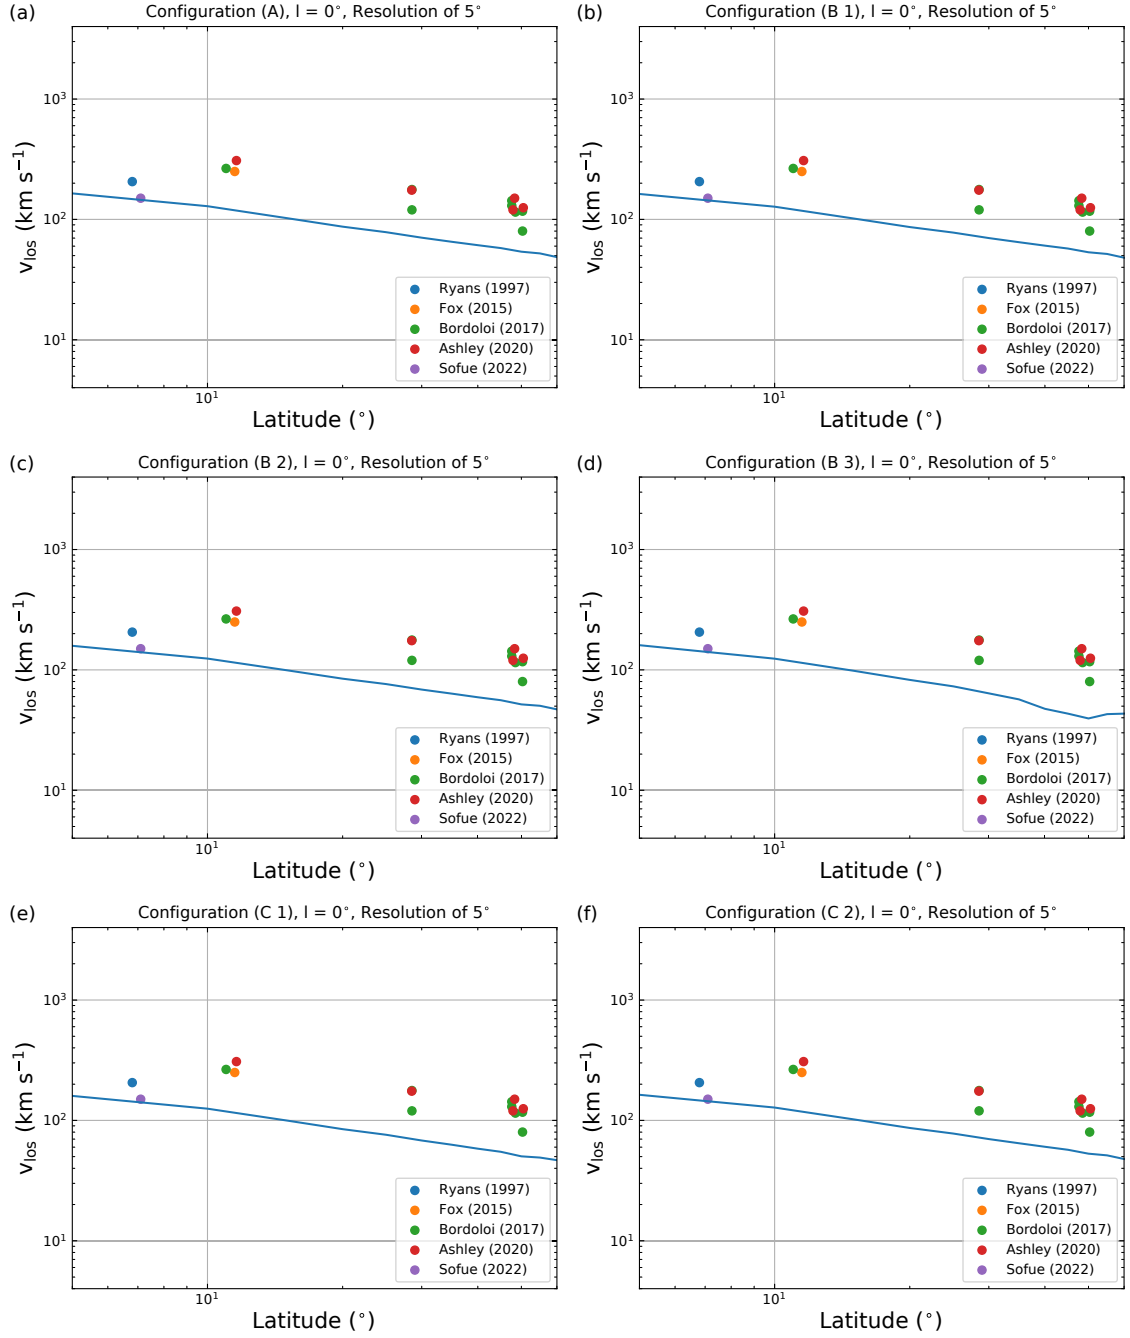 (a)
Configuration (A), l = 0°, Resolution of 5°
10³
10²
10¹
v_los (km s⁻¹)
Ryans (1997)
Fox (2015)
Bordoloi (2017)
Ashley (2020)
Sofue (2022)
10¹
Latitude (°)
(b)
Configuration (B 1), l = 0°, Resolution of 5°
10³
10²
10¹
v_los (km s⁻¹)
Ryans (1997)
Fox (2015)
Bordoloi (2017)
Ashley (2020)
Sofue (2022)
10¹
Latitude (°)
(c)
Configuration (B 2), l = 0°, Resolution of 5°
10³
10²
10¹
v_los (km s⁻¹)
Ryans (1997)
Fox (2015)
Bordoloi (2017)
Ashley (2020)
Sofue (2022)
10¹
Latitude (°)
(d)
Configuration (B 3), l = 0°, Resolution of 5°
10³
10²
10¹
v_los (km s⁻¹)
Ryans (1997)
Fox (2015)
Bordoloi (2017)
Ashley (2020)
Sofue (2022)
10¹
Latitude (°)
(e)
Configuration (C 1), l = 0°, Resolution of 5°
10³
10²
10¹
v_los (km s⁻¹)
Ryans (1997)
Fox (2015)
Bordoloi (2017)
Ashley (2020)
Sofue (2022)
10¹
Latitude (°)
(f)
Configuration (C 2), l = 0°, Resolution of 5°
10³
10²
10¹
v_los (km s⁻¹)
Ryans (1997)
Fox (2015)
Bordoloi (2017)
Ashley (2020)
Sofue (2022)
10¹
Latitude (°)